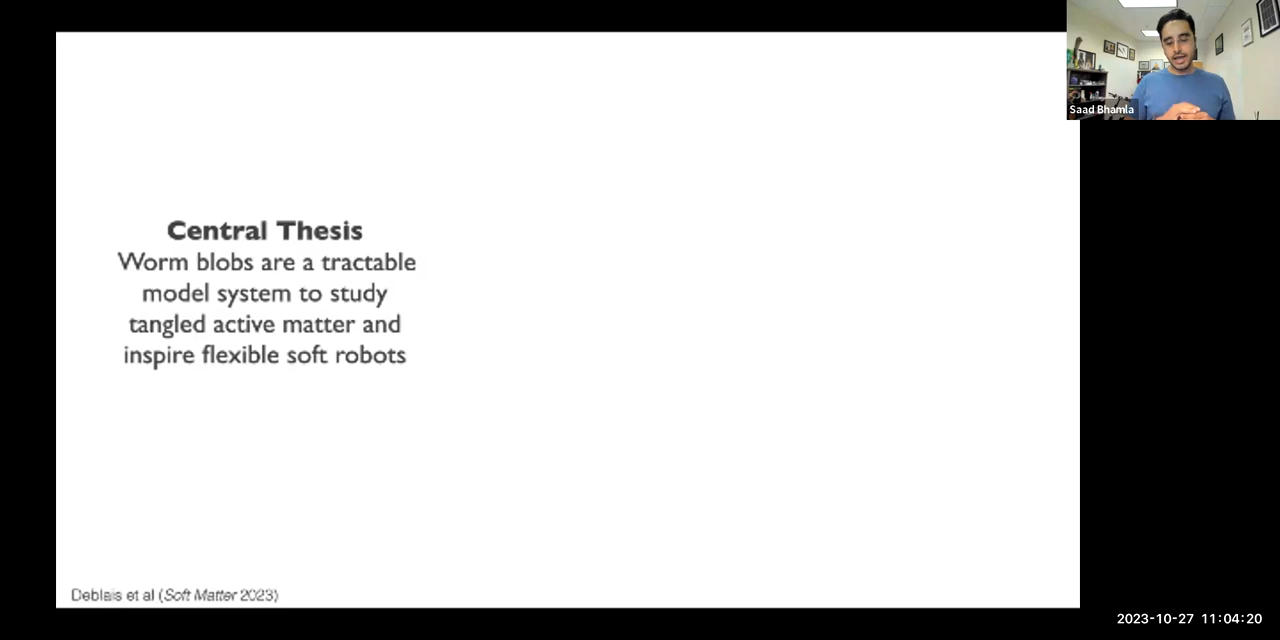 Saad Bhamla
Central Thesis
Worm blobs are a tractable
model system to study
tangled active matter and
inspire flexible soft robots
Deblais et al (Soft Matter 2023)
2023-10-27 11:04:20